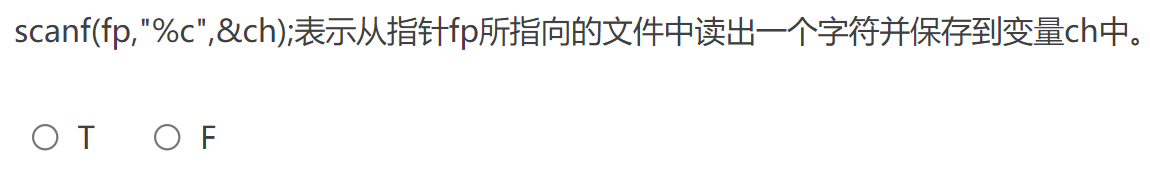 scanf(fp,"%c",&ch);表示从指针fp所指向的文件中读出一个字符并保存到变量ch中。
T F